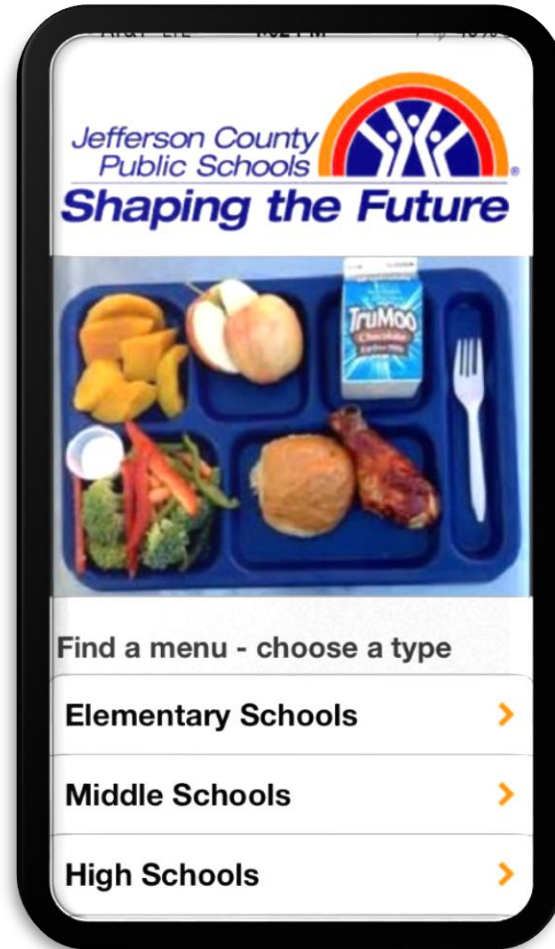 Jefferson County
Public Schools
Shaping the Future
TruMoo
Chocolate
Find a menu - choose a type
Elementary Schools
Middle Schools
High Schools